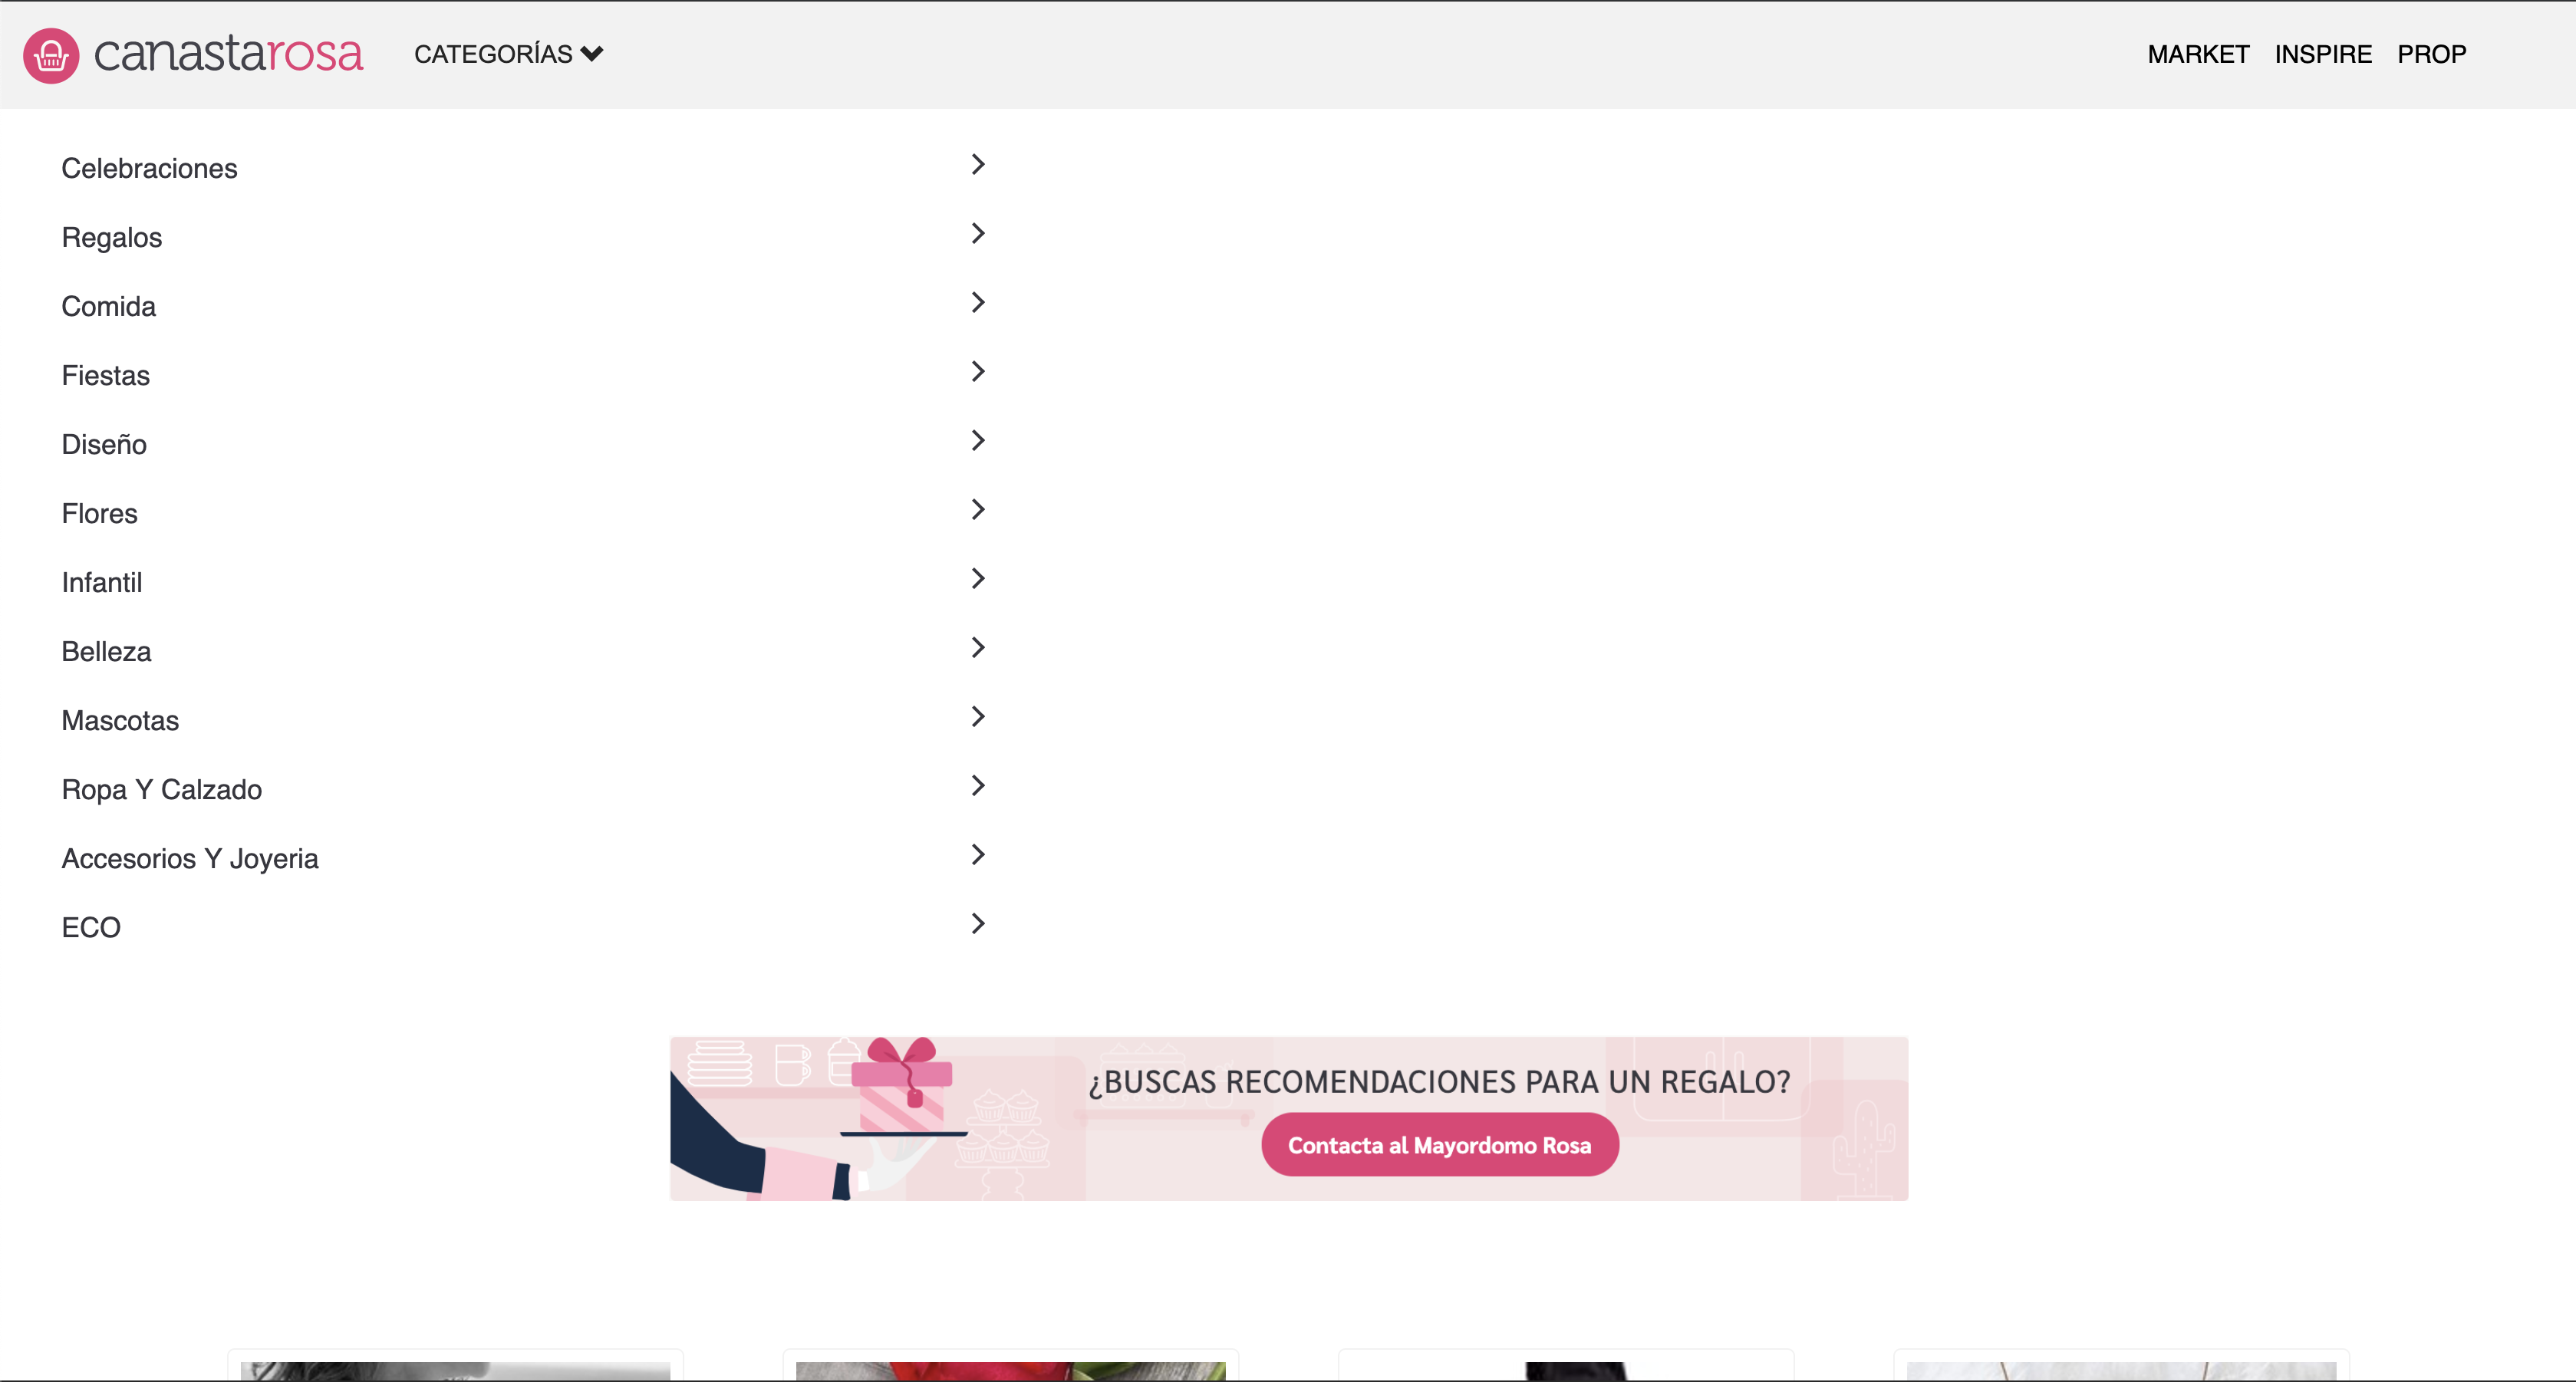 canastarosa
CATEGORÍAS
MARKET INSPIRE PROP
Celebraciones
Regalos
Comida
Fiestas
Diseño
Flores
Infantil
Belleza
Mascotas
Ropa Y Calzado
Accesorios Y Joyeria
ECO
¿BUSCAS RECOMENDACIONES PARA UN REGALO?
Contacta al Mayordomo Rosa